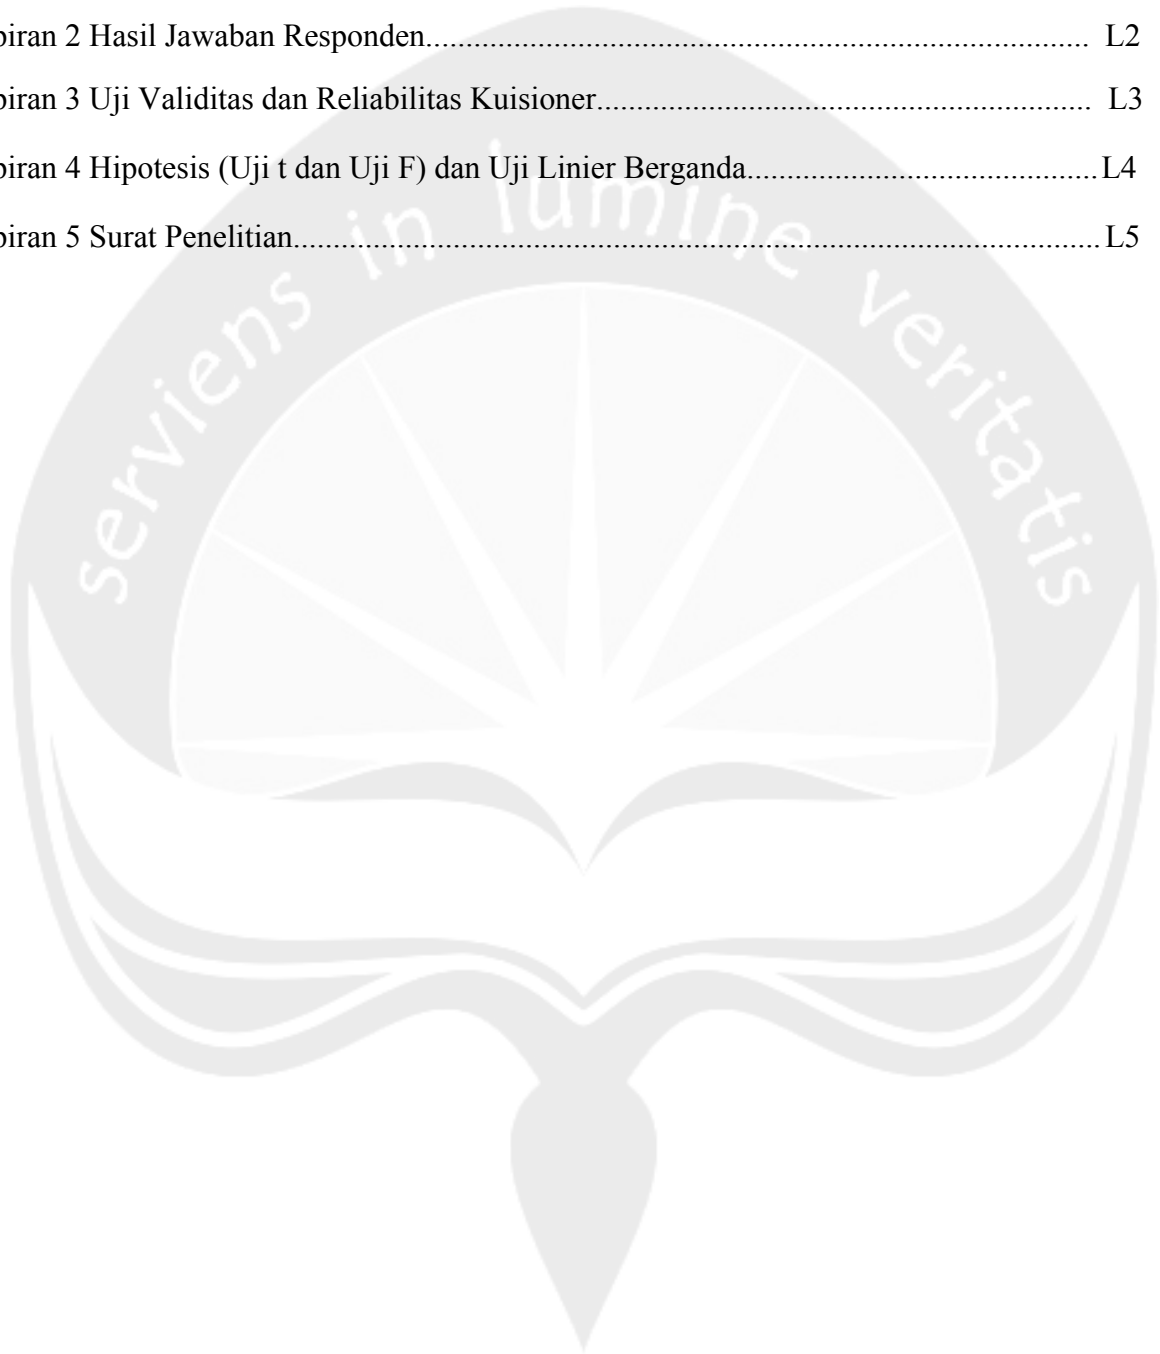 piran 2 Hasil Jawaban Responden.................................................................................... L2
piran 3 Uji Validitas dan Reliabilitas Kuisioner.............................................................. L3
piran 4 Hipotesis (Uji t dan Uji F) dan Uji Linier Berganda............................................L4
piran 5 Surat Penelitian.....................................................................................................L5
serviens in lumine veritatis